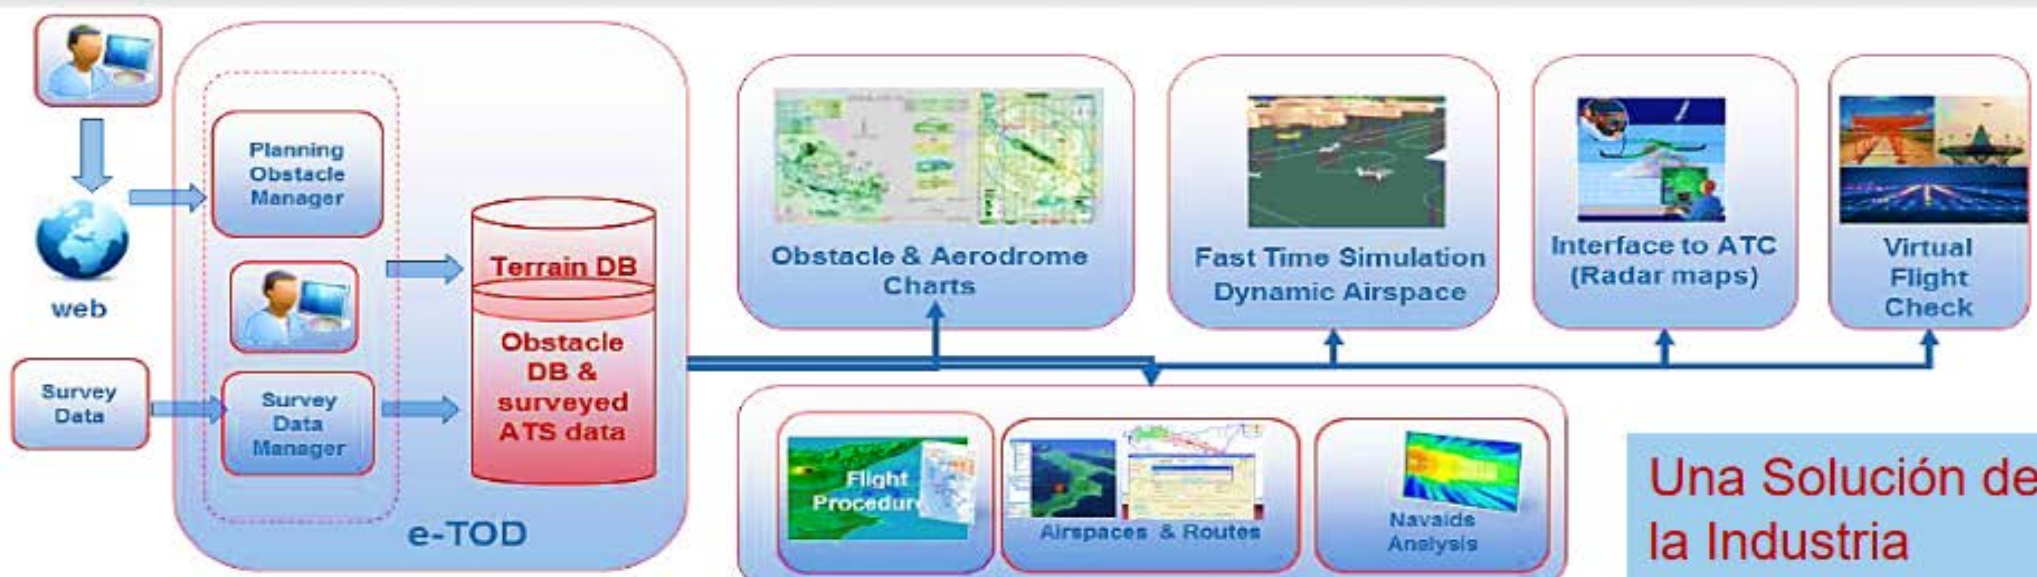 web
Survey
Data
Planning
Obstacle
Manager
Survey
Data
Manager
Terrain DB
Obstacle
DB &
surveyed
ATS data
e-TOD
Obstacle & Aerodrome
Charts
Fast Time Simulation
Dynamic Airspace
Interface to ATC
(Radar maps)
Virtual
Flight
Check
Flight
Procedure
Airspaces & Routes
Navaids
Analysis
Una Solución de
la Industria